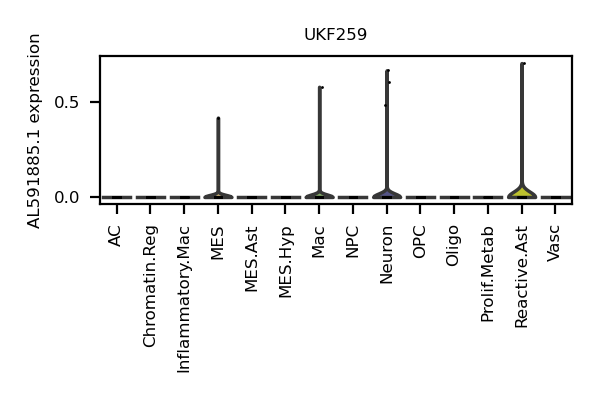 UKF259
AL591885.1 expression
0.5
0.0
AC
Chromatin.Reg
Inflammatory.Mac
MES
MES.Ast
MES.Hyp
Mac
NPC
Neuron
OPC
Oligo
Prolif.Metab
Reactive.Ast
Vasc